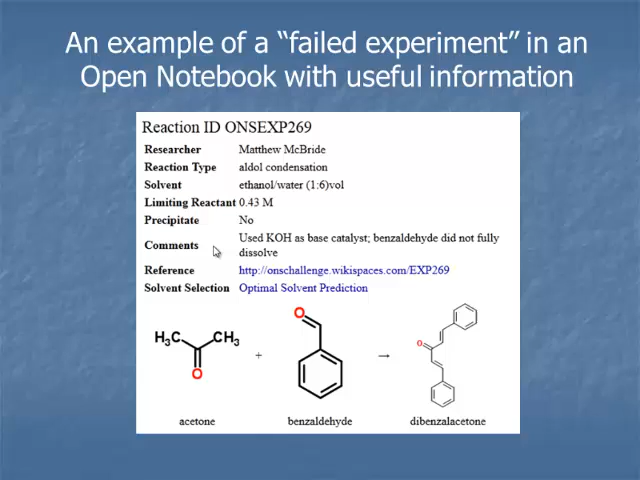 An example of a “failed experiment” in an
Open Notebook with useful information
Reaction ID ONSEXP269
Researcher Matthew McBride
Reaction Type aldol condensation
Solvent ethanol/water (1:6)vol
Limiting Reactant 0.43 M
Precipitate No
Comments Used KOH as base catalyst; benzaldehyde did not fully
dissolve
Reference http://onschallenge.wikispaces.com/EXP269
Solvent Selection Optimal Solvent Prediction
H₃C CH₃ O + O → O
acetone benzaldehyde dibenzalacetone